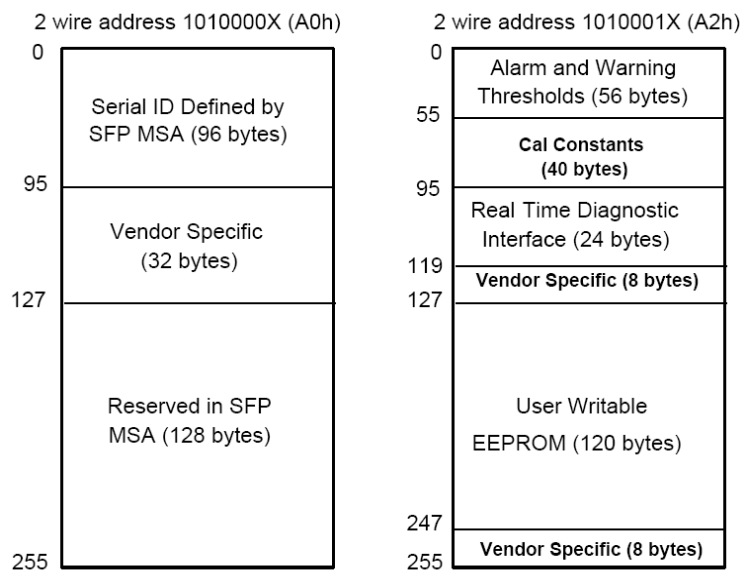 2 wire address 1010000X (A0h)
0
Serial ID Defined by
SFP MSA (96 bytes)
95
Vendor Specific
(32 bytes)
127
Reserved in SFP
MSA (128 bytes)
255
2 wire address 1010001X (A2h)
0
Alarm and Warning
Thresholds (56 bytes)
55
Cal Constants
(40 bytes)
95
Real Time Diagnostic
Interface (24 bytes)
119
Vendor Specific (8 bytes)
127
User Writable
EEPROM (120 bytes)
247
Vendor Specific (8 bytes)
255